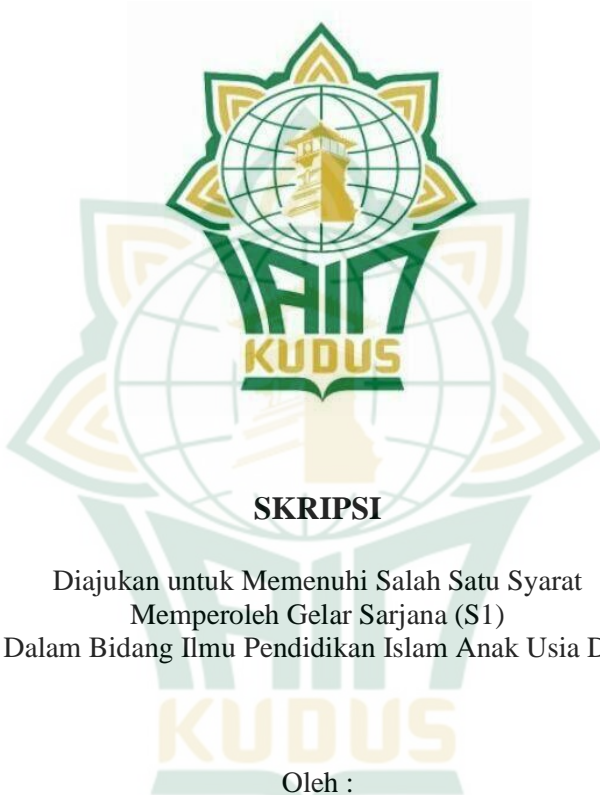 IAIN
KUDUS
SKRIPSI
Diajukan untuk Memenuhi Salah Satu Syarat
Memperoleh Gelar Sarjana (S1)
Dalam Bidang Ilmu Pendidikan Islam Anak Usia D
KUDUS
Oleh :